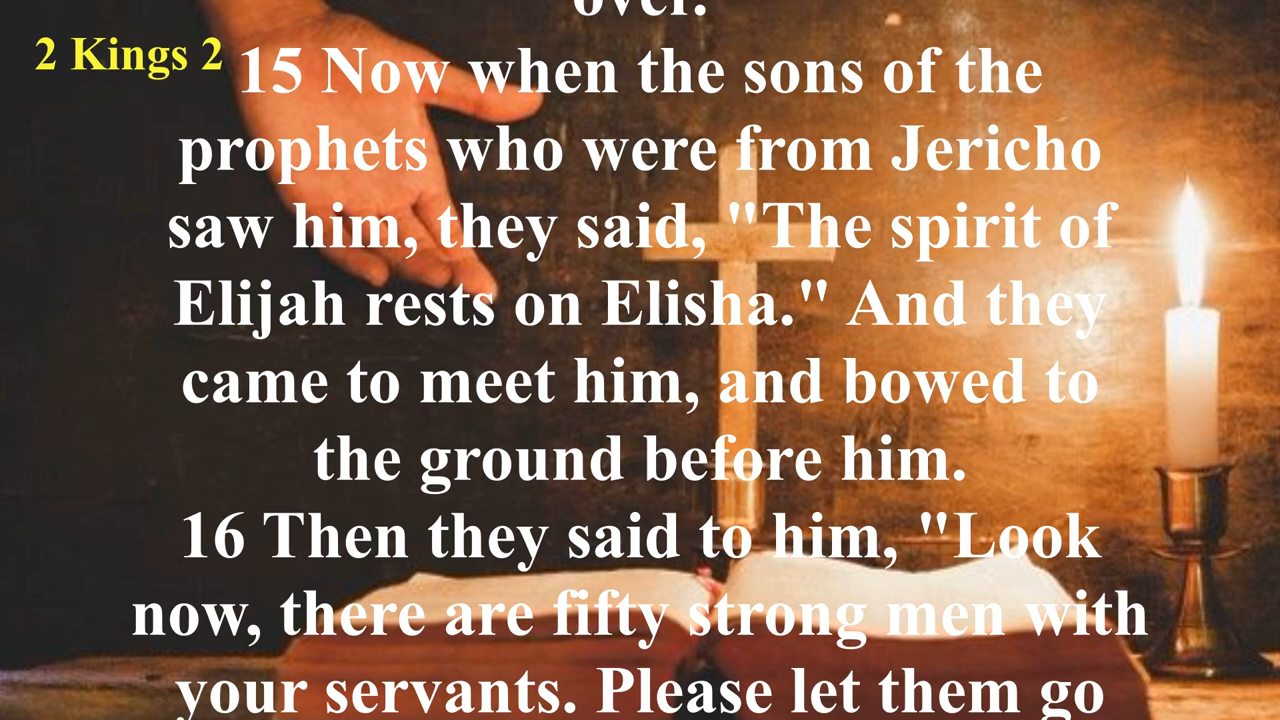 over.
2 Kings 2
15 Now when the sons of the
prophets who were from Jericho
saw him, they said, "The spirit of
Elijah rests on Elisha." And they
came to meet him, and bowed to
the ground before him.
16 Then they said to him, "Look
now, there are fifty strong men with
your servants. Please let them go